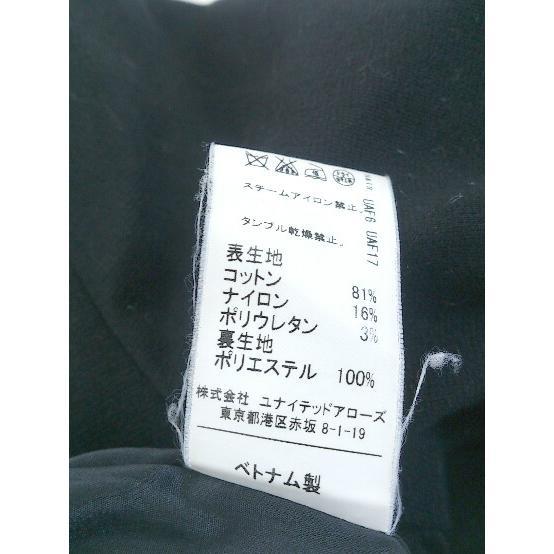 スチームアイロン禁止。
タンブル乾燥禁止。
表生地
コットン 81%
ナイロン 16%
ポリウレタン 3%
裏生地
ポリエステル 100%
株式会社 ユナイテッドアローズ
東京都港区赤坂 8-1-19
ベトナム製
UAF6 UAF17